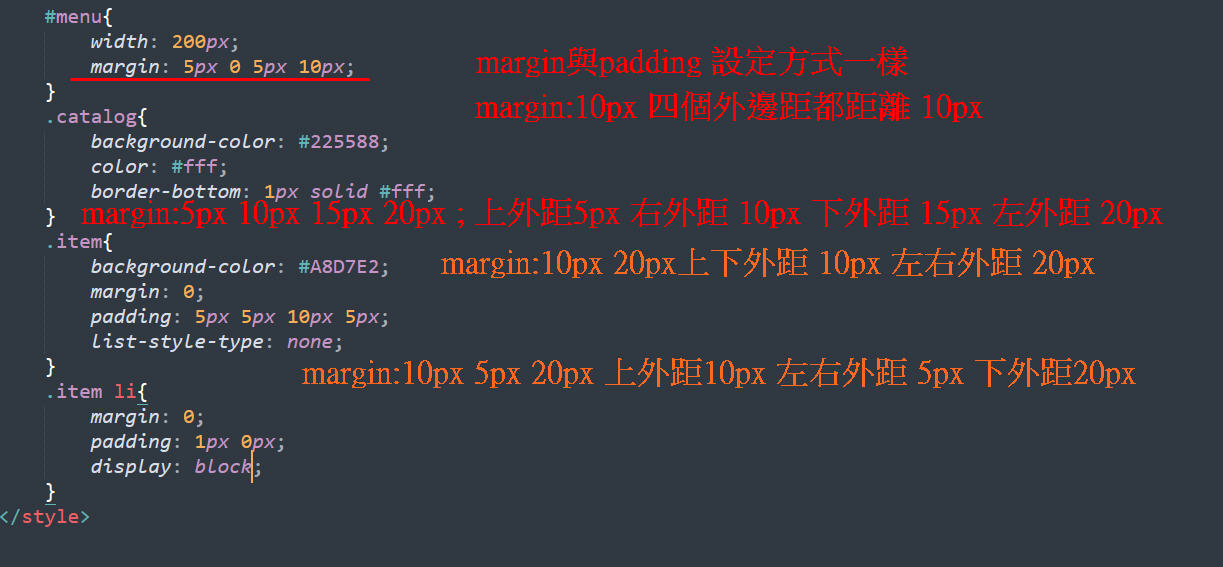 #menu{
width: 200px;
margin: 5px 0 5px 10px;
margin與padding 設定方式一樣
}
margin:10px 四個外邊距都距離 10px
.catalog{
background-color: #225588;
color: #fff;
border-bottom: 1px solid #fff;
}
margin:5px 10px 15px 20px ; 上外距5px 右外距 10px 下外距 15px 左外距 20px
.item{
background-color: #A8D7E2;
margin:10px 20px上下外距 10px 左右外距 20px
margin: 0;
padding: 5px 5px 10px 5px;
list-style-type: none;
}
margin:10px 5px 20px 上外距10px 左右外距 5px 下外距20px
.item li{
margin: 0;
padding: 1px 0px;
display: block;
}
</style>